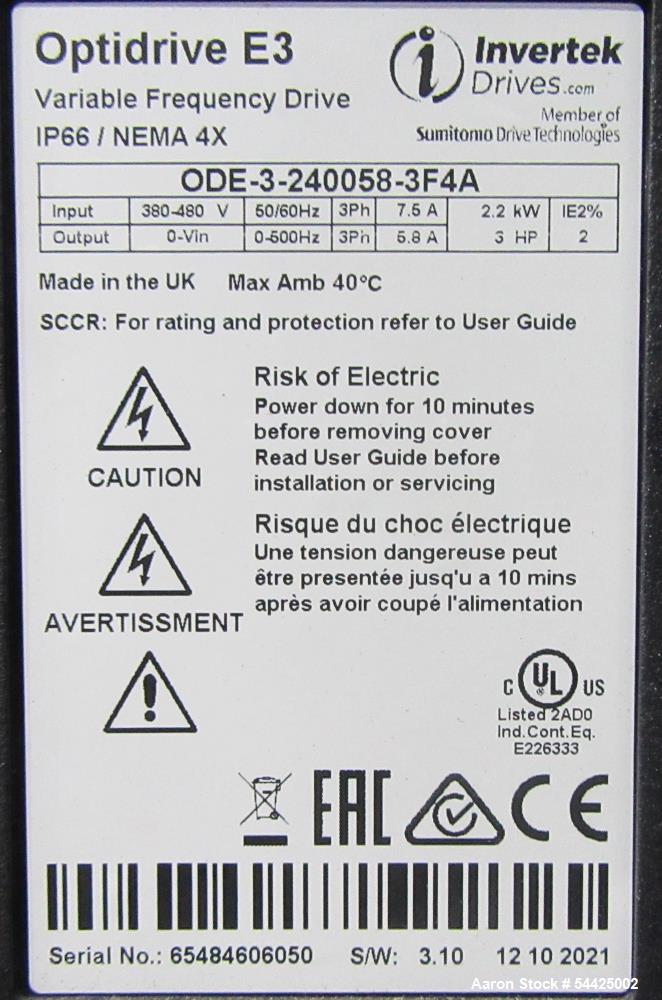 Optidrive E3
Invertek
Drives.com
Variable Frequency Drive
Member of
IP66 / NEMA 4X
Sumitomo Drive Technologies
ODE-3-240058-3F4A
Input 380-480 V 50/60Hz 3Ph 7.5 A 2.2 kW IE2%
Output 0-Vin 0-500Hz 3Ph 5.8 A 3 HP 2
Made in the UK Max Amb 40°C
SCCR: For rating and protection refer to User Guide
Risk of Electric
Power down for 10 minutes
before removing cover
Read User Guide before
installation or servicing
CAUTION
Risque du choc électrique
Une tension dangereuse peut
être presentée jusqu'u a 10 mins
après avoir coupé l'alimentation
AVERTISSMENT
C UL US
Listed 2AD0
Ind.Cont.Eq.
E226333
EAC CE
Serial No.: 65484606050 S/W: 3.10 12 10 2021
Aaron Stock # 54425002